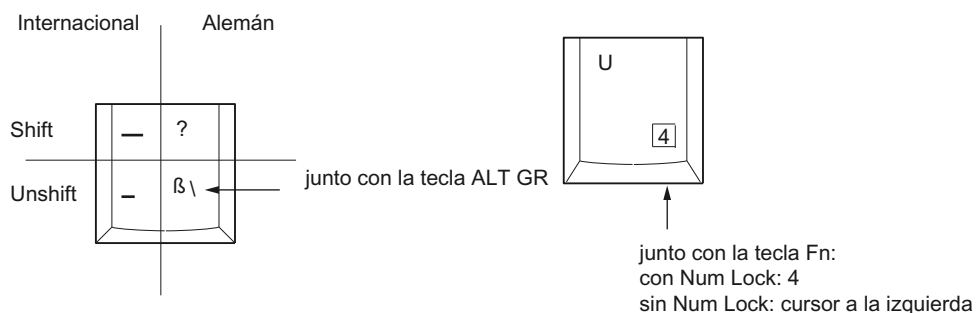 Internacional Alemán
Shift — ?
Unshift - ß\ junto con la tecla ALT GR
U
4
junto con la tecla Fn:
con Num Lock: 4
sin Num Lock: cursor a la izquierda